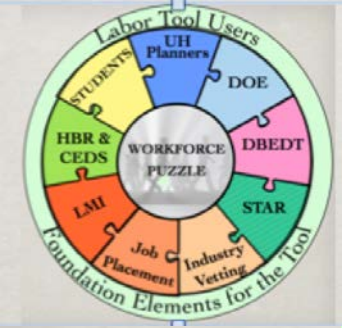 Labor Tool Users
UH
Planners
DOE
DBEDT
STAR
Industry
Vetting
Job
Placement
LMI
HBR &
CEDS
STUDENTS
WORKFORCE
PUZZLE
Foundation Elements for the Tool